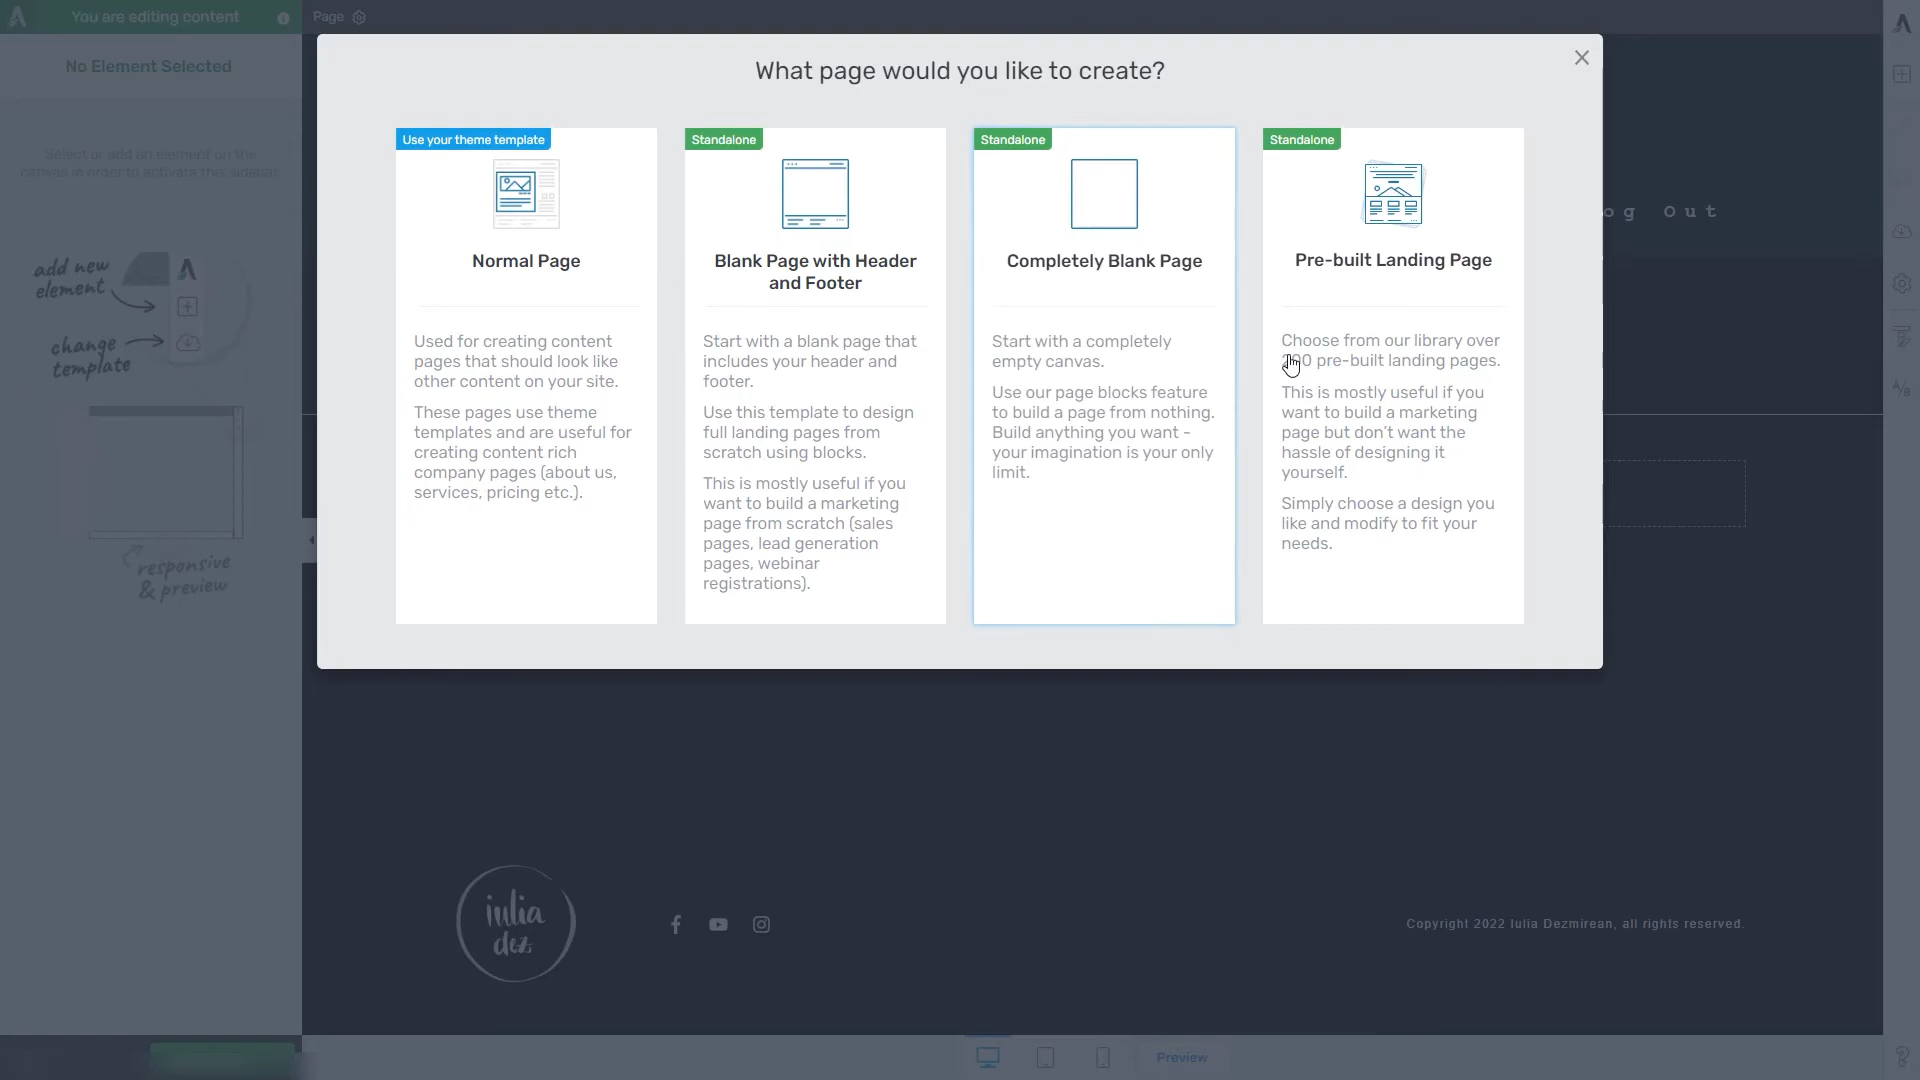 You are editing content
Page
No Element Selected
Select or add an element on the
canvas in order to activate this sidebar.
add new
element
change
template
responsive
& preview
What page would you like to create?
Use your theme template
Normal Page
Used for creating content
pages that should look like
other content on your site.
These pages use theme
templates and are useful for
creating content rich
company pages (about us,
services, pricing etc.).
Standalone
Blank Page with Header
and Footer
Start with a blank page that
includes your header and
footer.
Use this template to design
full landing pages from
scratch using blocks.
This is mostly useful if you
want to build a marketing
page from scratch (sales
pages, lead generation
pages, webinar
registrations).
Standalone
Completely Blank Page
Start with a completely
empty canvas.
Use our page blocks feature
to build a page from nothing.
Build anything you want -
your imagination is your only
limit.
Standalone
Pre-built Landing Page
Choose from our library over
pre-built landing pages.
This is mostly useful if you
want to build a marketing
page but don't want the
hassle of designing it
yourself.
Simply choose a design you
like and modify to fit your
needs.
og Out
A/B
iulia
dez
Copyright 2022 Iulia Dezmirean, all rights reserved.
Preview